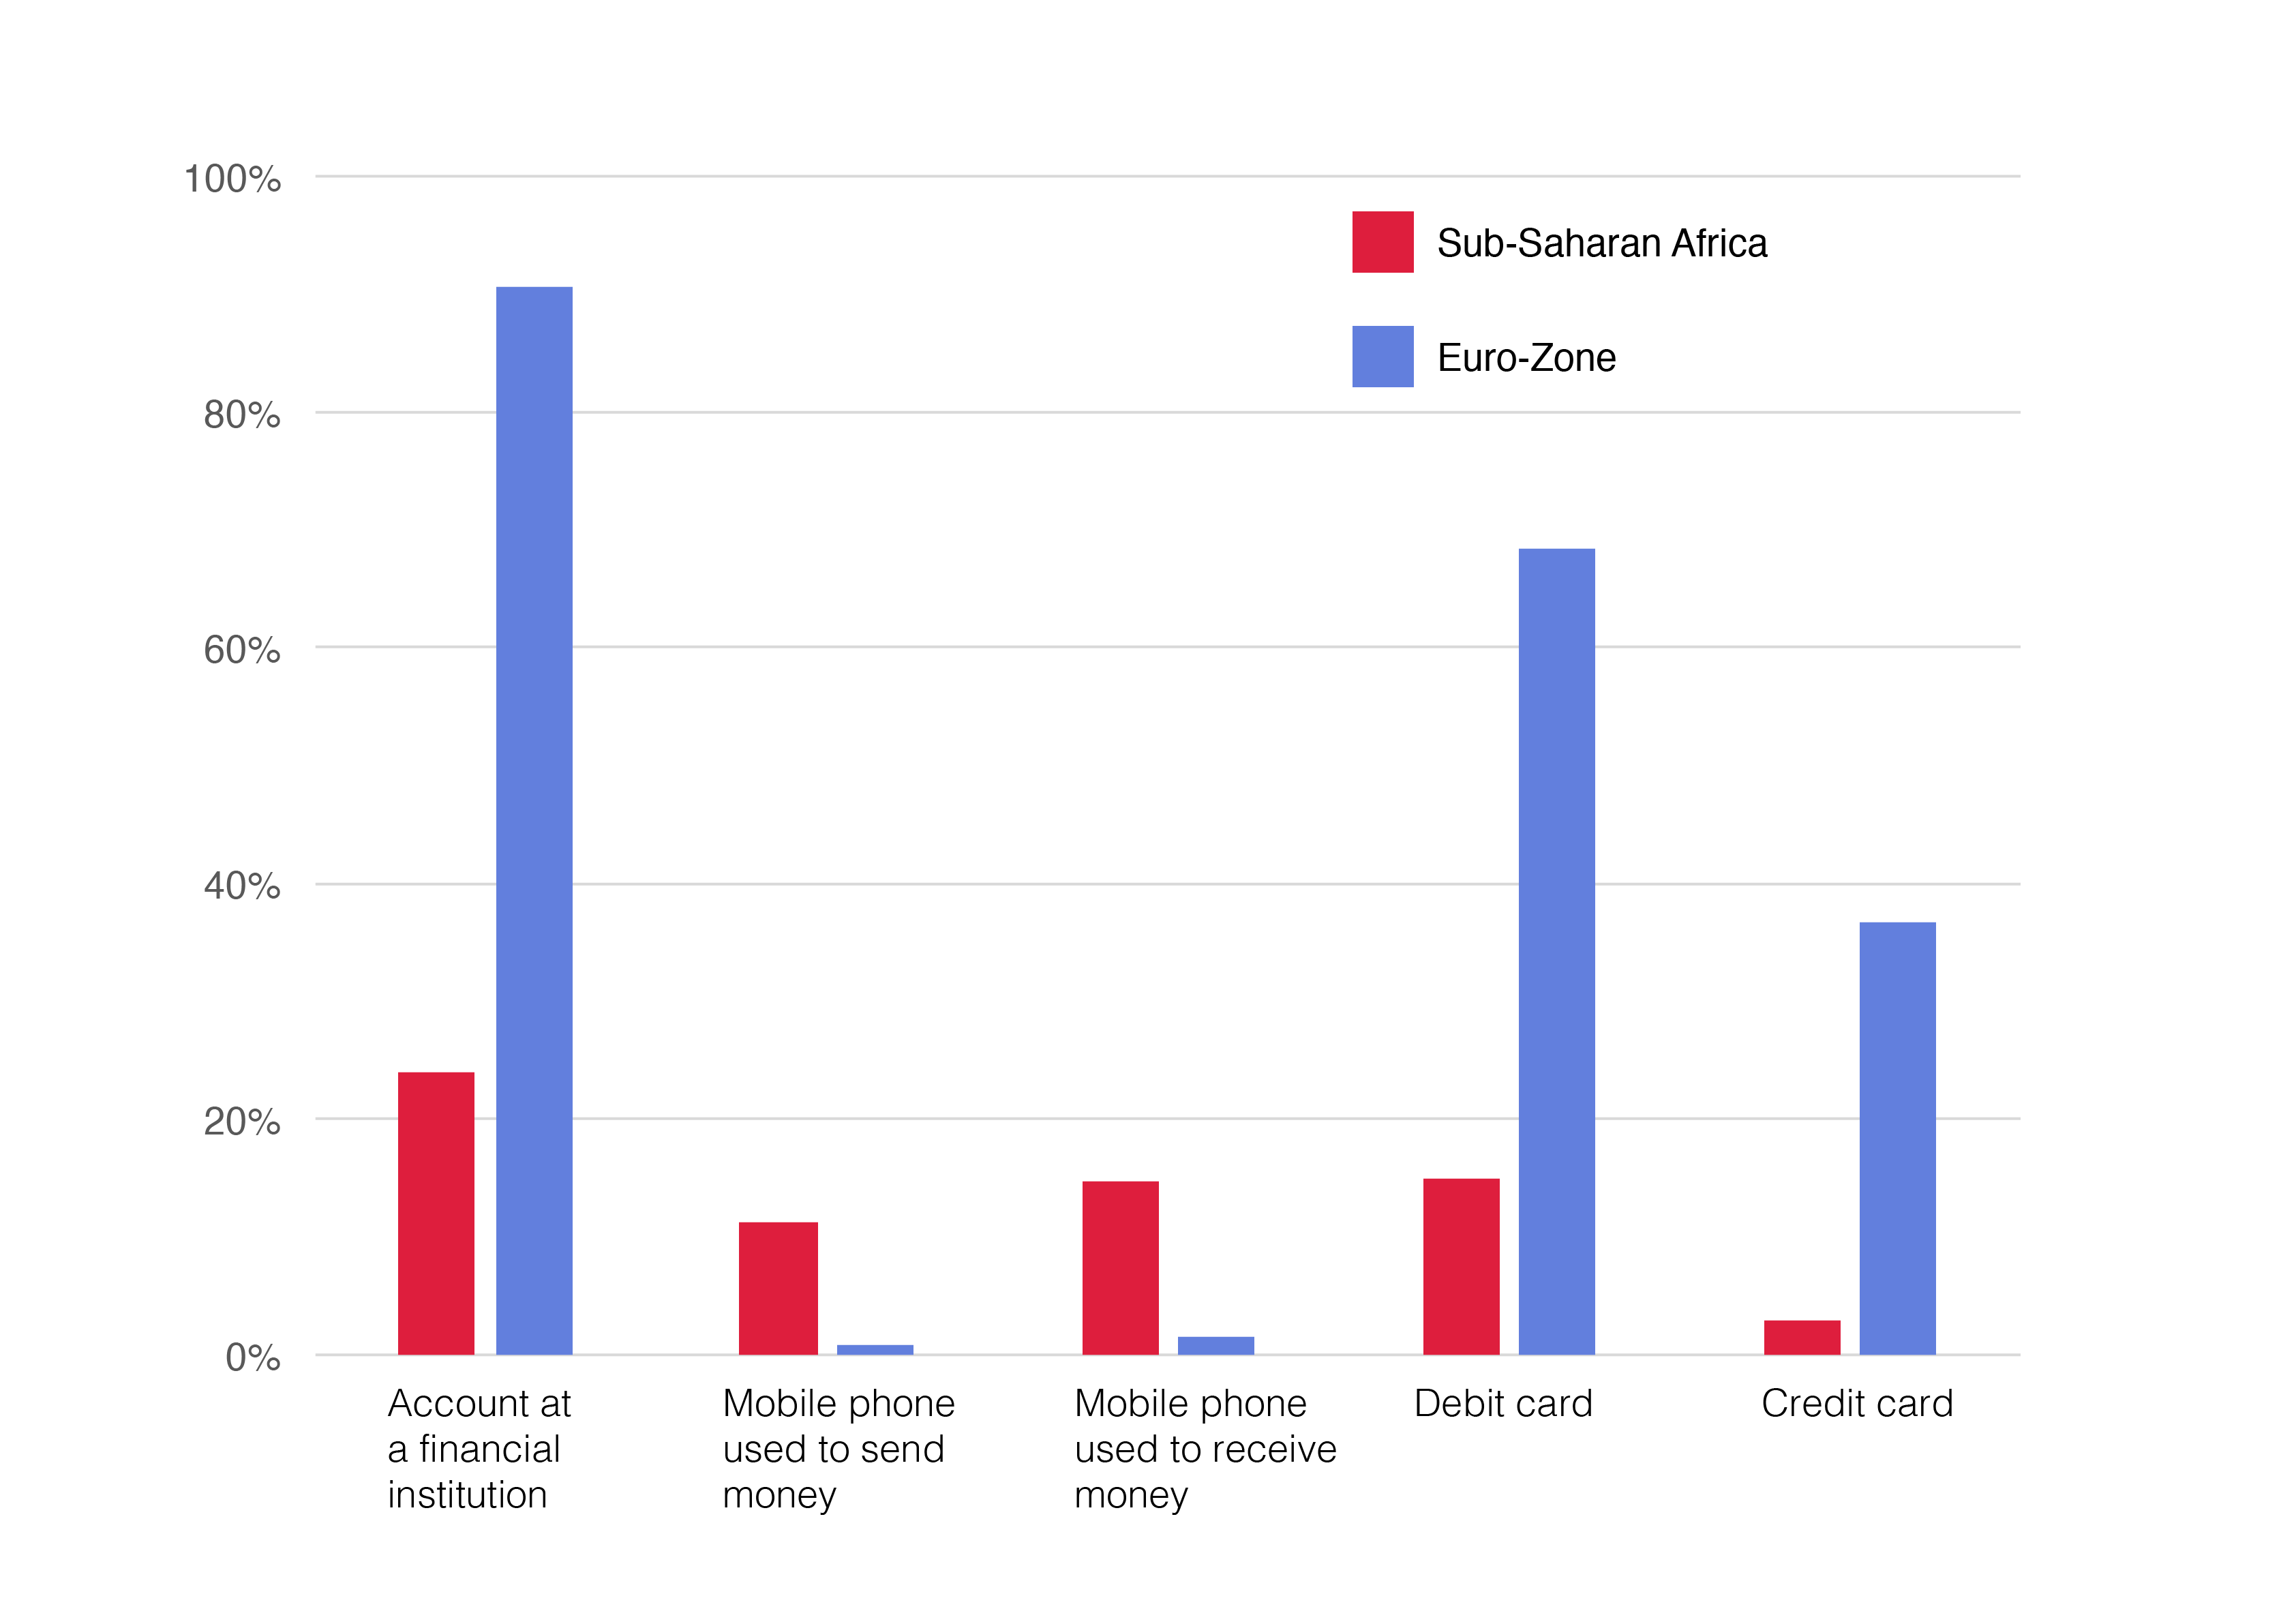 100%
Sub-Saharan Africa
Euro-Zone
80%
60%
40%
20%
0%
Account at
a financial
institution
Mobile phone
used to send
money
Mobile phone
used to receive
money
Debit card
Credit card